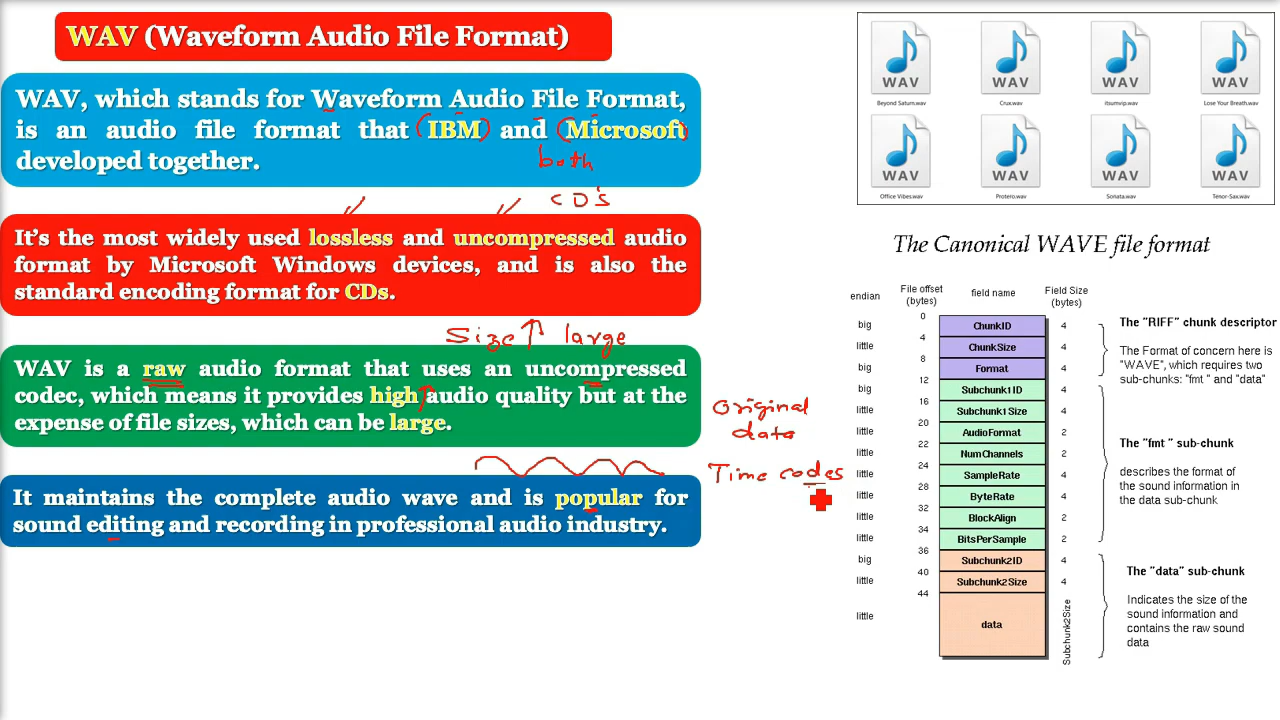 WAV (Waveform Audio File Format)
WAV, which stands for Waveform Audio File Format,
is an audio file format that (IBM) and (Microsoft)
developed together.
both
CD's
It's the most widely used lossless and uncompressed audio
format by Microsoft Windows devices, and is also the
standard encoding format for CDs.
Size ↑ large
WAV is a raw audio format that uses an uncompressed
codec, which means it provides high ↑ audio quality but at the
expense of file sizes, which can be large.
Original
data
Time codes
It maintains the complete audio wave and is popular for
sound editing and recording in professional audio industry.
WAV WAV WAV WAV
Beyond Saturn.wav Crux.wav itsumvip.wav Lose Your Breath.wav
WAV WAV WAV WAV
Office Vibes.wav Protero.wav Sonata.wav Tenor-Sax.wav
The Canonical WAVE file format
endian File offset (bytes) field name Field Size (bytes)
0
big ChunkID 4
4
little ChunkSize 4
8
big Format 4
12
big Subchunk1ID 4
16
little Subchunk1Size 4
20
little AudioFormat 2
22
little NumChannels 2
24
little SampleRate 4
28
little ByteRate 4
32
little BlockAlign 2
34
little BitsPerSample 2
36
big Subchunk2ID 4
40
little Subchunk2Size 4
44
little data Subchunk2Size
The "RIFF" chunk descriptor
The Format of concern here is
"WAVE", which requires two
sub-chunks: "fmt " and "data"
The "fmt " sub-chunk
describes the format of
the sound information in
the data sub-chunk
The "data" sub-chunk
Indicates the size of the
sound information and
contains the raw sound
data